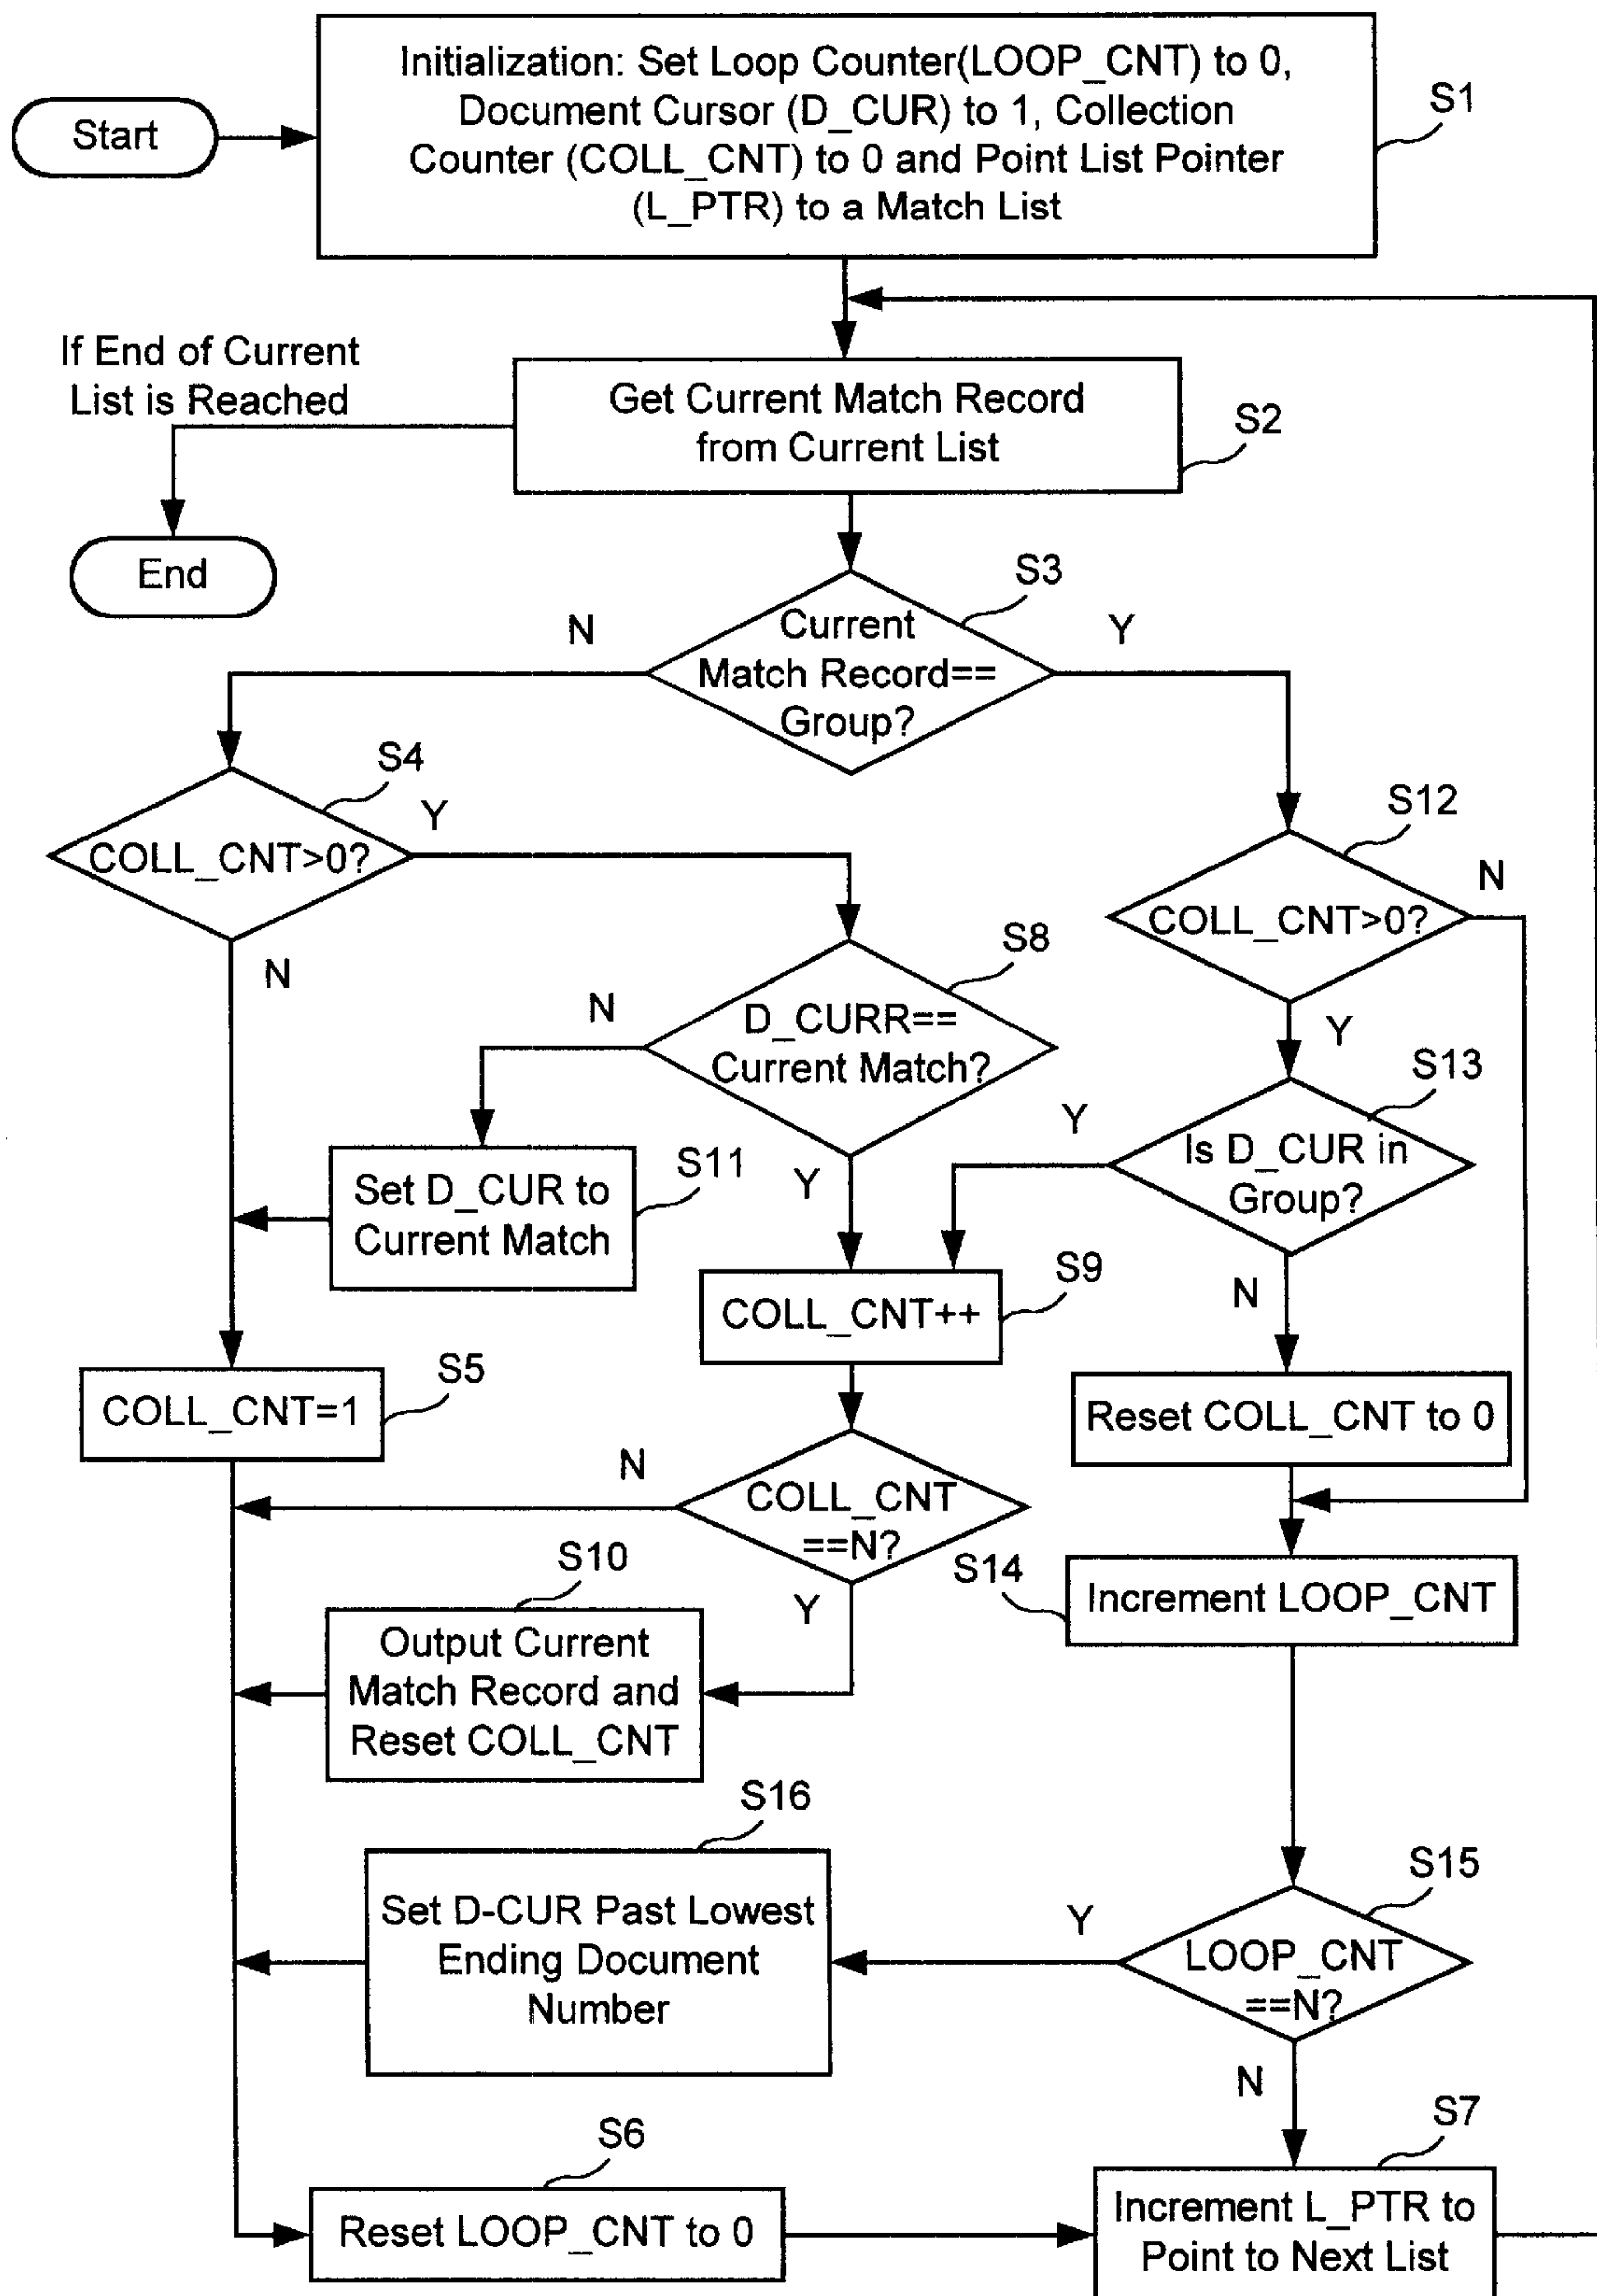 Start
Initialization: Set Loop Counter(LOOP_CNT) to 0,
Document Cursor (D_CUR) to 1, Collection
Counter (COLL_CNT) to 0 and Point List Pointer
(L_PTR) to a Match List
S1
If End of Current
List is Reached
Get Current Match Record
from Current List
S2
End
N
Current
Match Record==
Group?
S3
Y
S4
COLL_CNT>0?
Y
N
S12
COLL_CNT>0?
N
Y
S8
D_CURR==
Current Match?
N
Y
S13
Is D_CUR in
Group?
Y
N
S11
Set D_CUR to
Current Match
S9
COLL_CNT++
S5
COLL_CNT=1
Reset COLL_CNT to 0
COLL_CNT
==N?
N
Y
S10
Output Current
Match Record and
Reset COLL_CNT
S14
Increment LOOP_CNT
S16
Set D-CUR Past Lowest
Ending Document
Number
S15
LOOP_CNT
==N?
Y
N
S6
Reset LOOP_CNT to 0
S7
Increment L_PTR to
Point to Next List